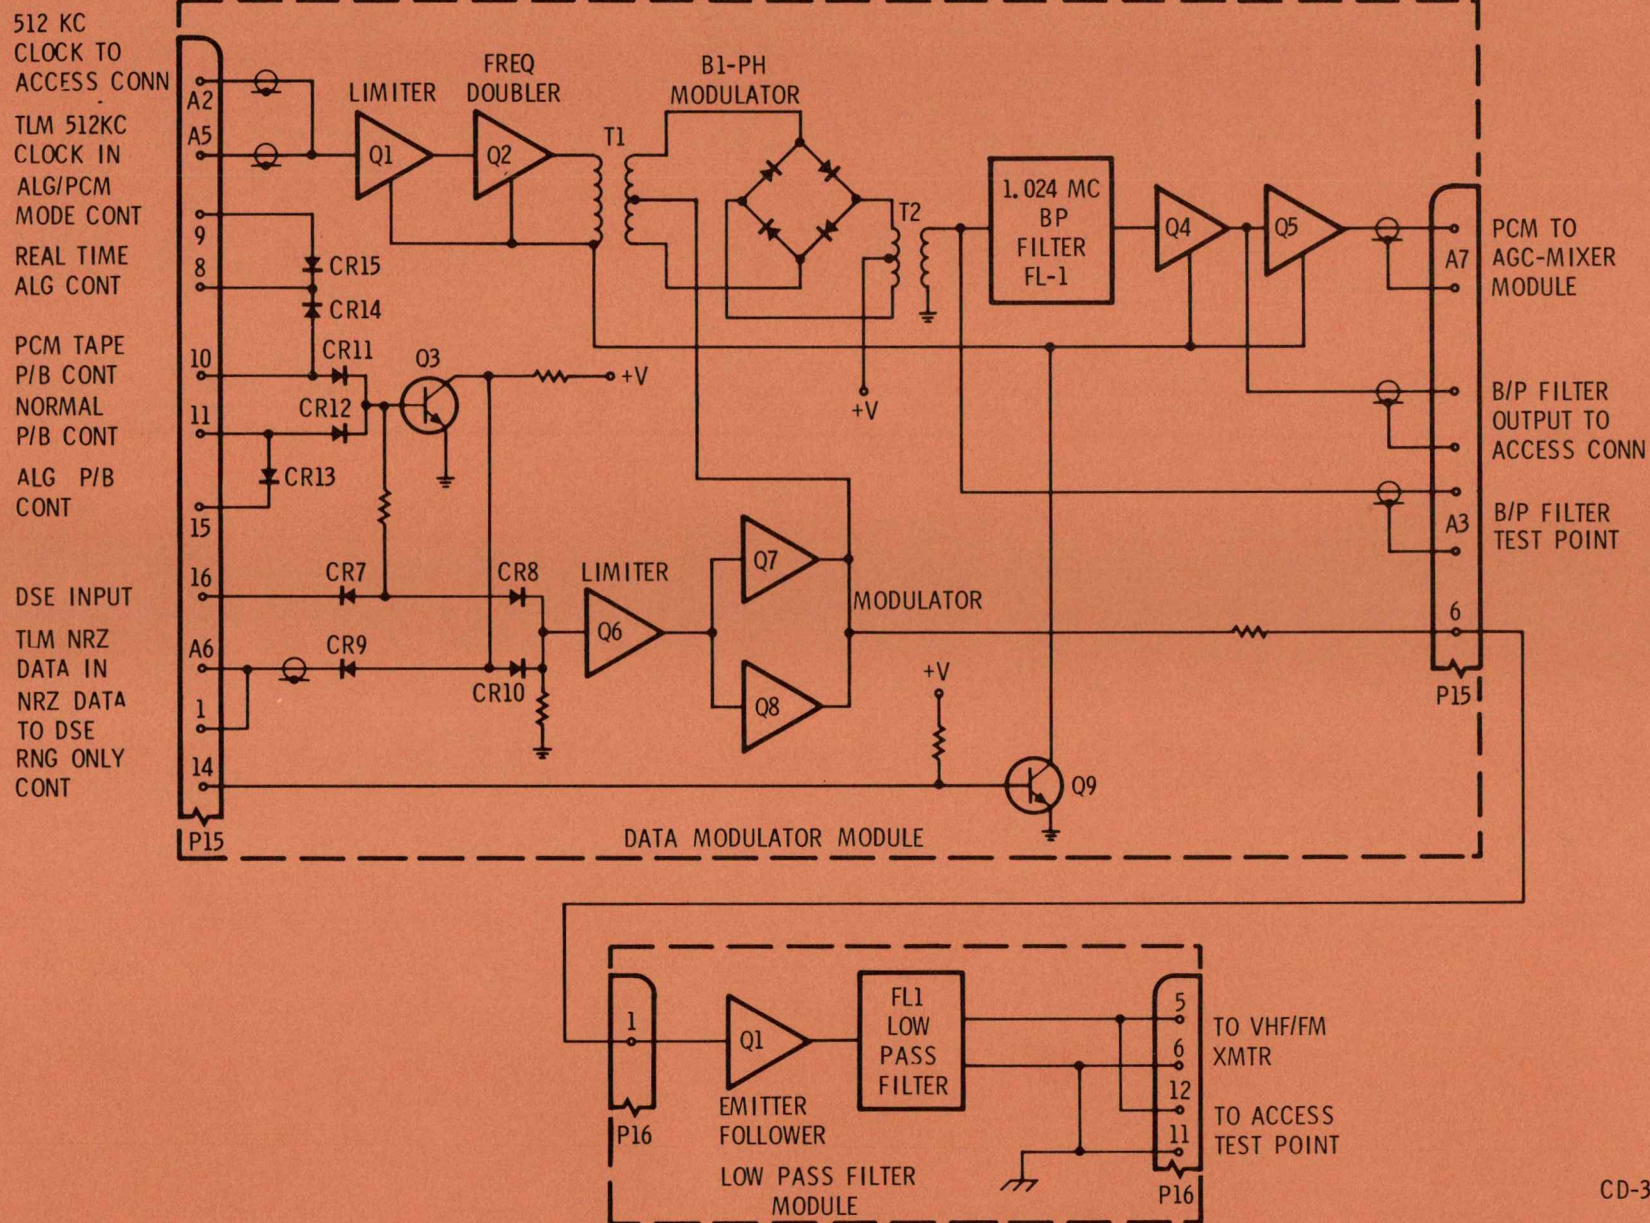 512 KC
CLOCK TO
ACCESS CONN
A2
TLM 512KC
CLOCK IN
A5
ALG/PCM
MODE CONT
9
REAL TIME
ALG CONT
8
PCM TAPE
P/B CONT
10
NORMAL
P/B CONT
11
ALG P/B
CONT
15
DSE INPUT
16
TLM NRZ
DATA IN
A6
NRZ DATA
TO DSE
1
RNG ONLY
CONT
14
P15
LIMITER
Q1
FREQ
DOUBLER
Q2
T1
B1-PH
MODULATOR
T2
+V
1.024 MC
BP
FILTER
FL-1
Q4
Q5
CR15
CR14
CR11
CR12
CR13
Q3
+V
CR7
CR8
CR9
CR10
LIMITER
Q6
Q7
Q8
MODULATOR
+V
Q9
PCM TO
AGC-MIXER
MODULE
A7
B/P FILTER
OUTPUT TO
ACCESS CONN
A3
B/P FILTER
TEST POINT
6
P15
DATA MODULATOR MODULE
1
P16
Q1
EMITTER
FOLLOWER
FL1
LOW
PASS
FILTER
5
6
12
11
TO VHF/FM
XMTR
TO ACCESS
TEST POINT
P16
LOW PASS FILTER
MODULE
CD-3